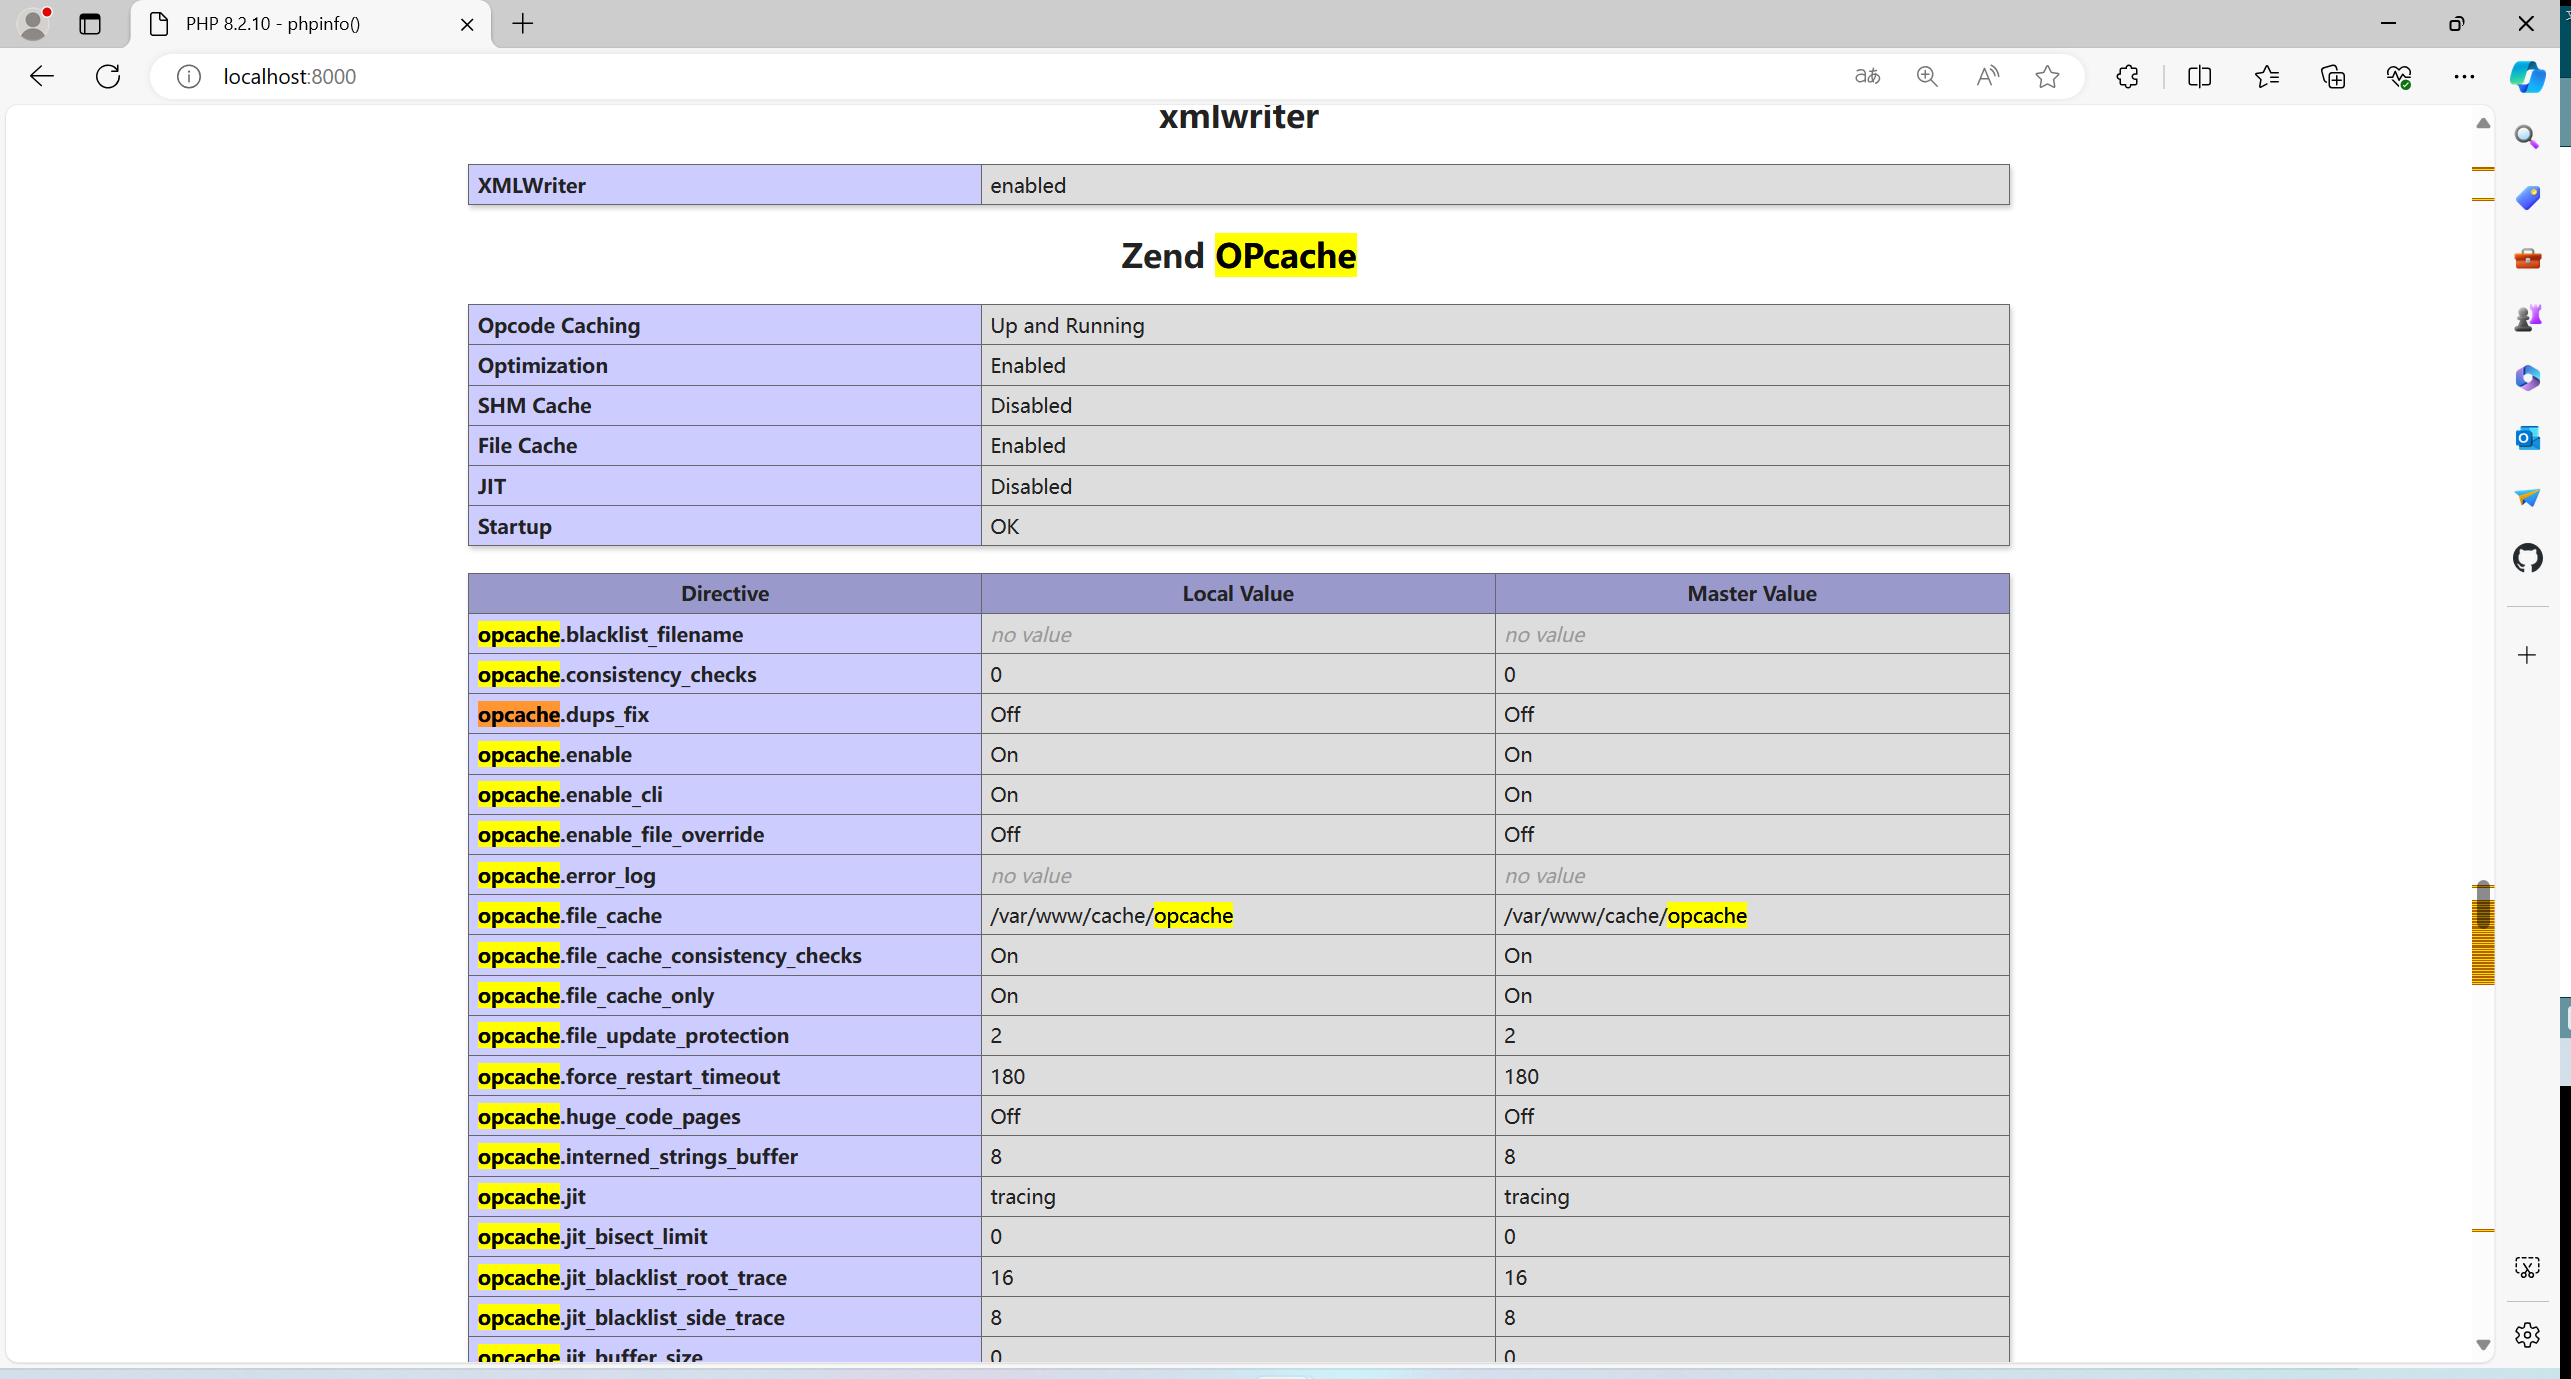 PHP 8.2.10 - phpinfo()
localhost:8000
xmlwriter
XMLWriter enabled
Zend OPcache
Opcode Caching Up and Running
Optimization Enabled
SHM Cache Disabled
File Cache Enabled
JIT Disabled
Startup OK
Directive Local Value Master Value
opcache.blacklist_filename no value no value
opcache.consistency_checks 0 0
opcache.dups_fix Off Off
opcache.enable On On
opcache.enable_cli On On
opcache.enable_file_override Off Off
opcache.error_log no value no value
opcache.file_cache /var/www/cache/opcache /var/www/cache/opcache
opcache.file_cache_consistency_checks On On
opcache.file_cache_only On On
opcache.file_update_protection 2 2
opcache.force_restart_timeout 180 180
opcache.huge_code_pages Off Off
opcache.interned_strings_buffer 8 8
opcache.jit tracing tracing
opcache.jit_bisect_limit 0 0
opcache.jit_blacklist_root_trace 16 16
opcache.jit_blacklist_side_trace 8 8
opcache.jit_buffer_size 0 0